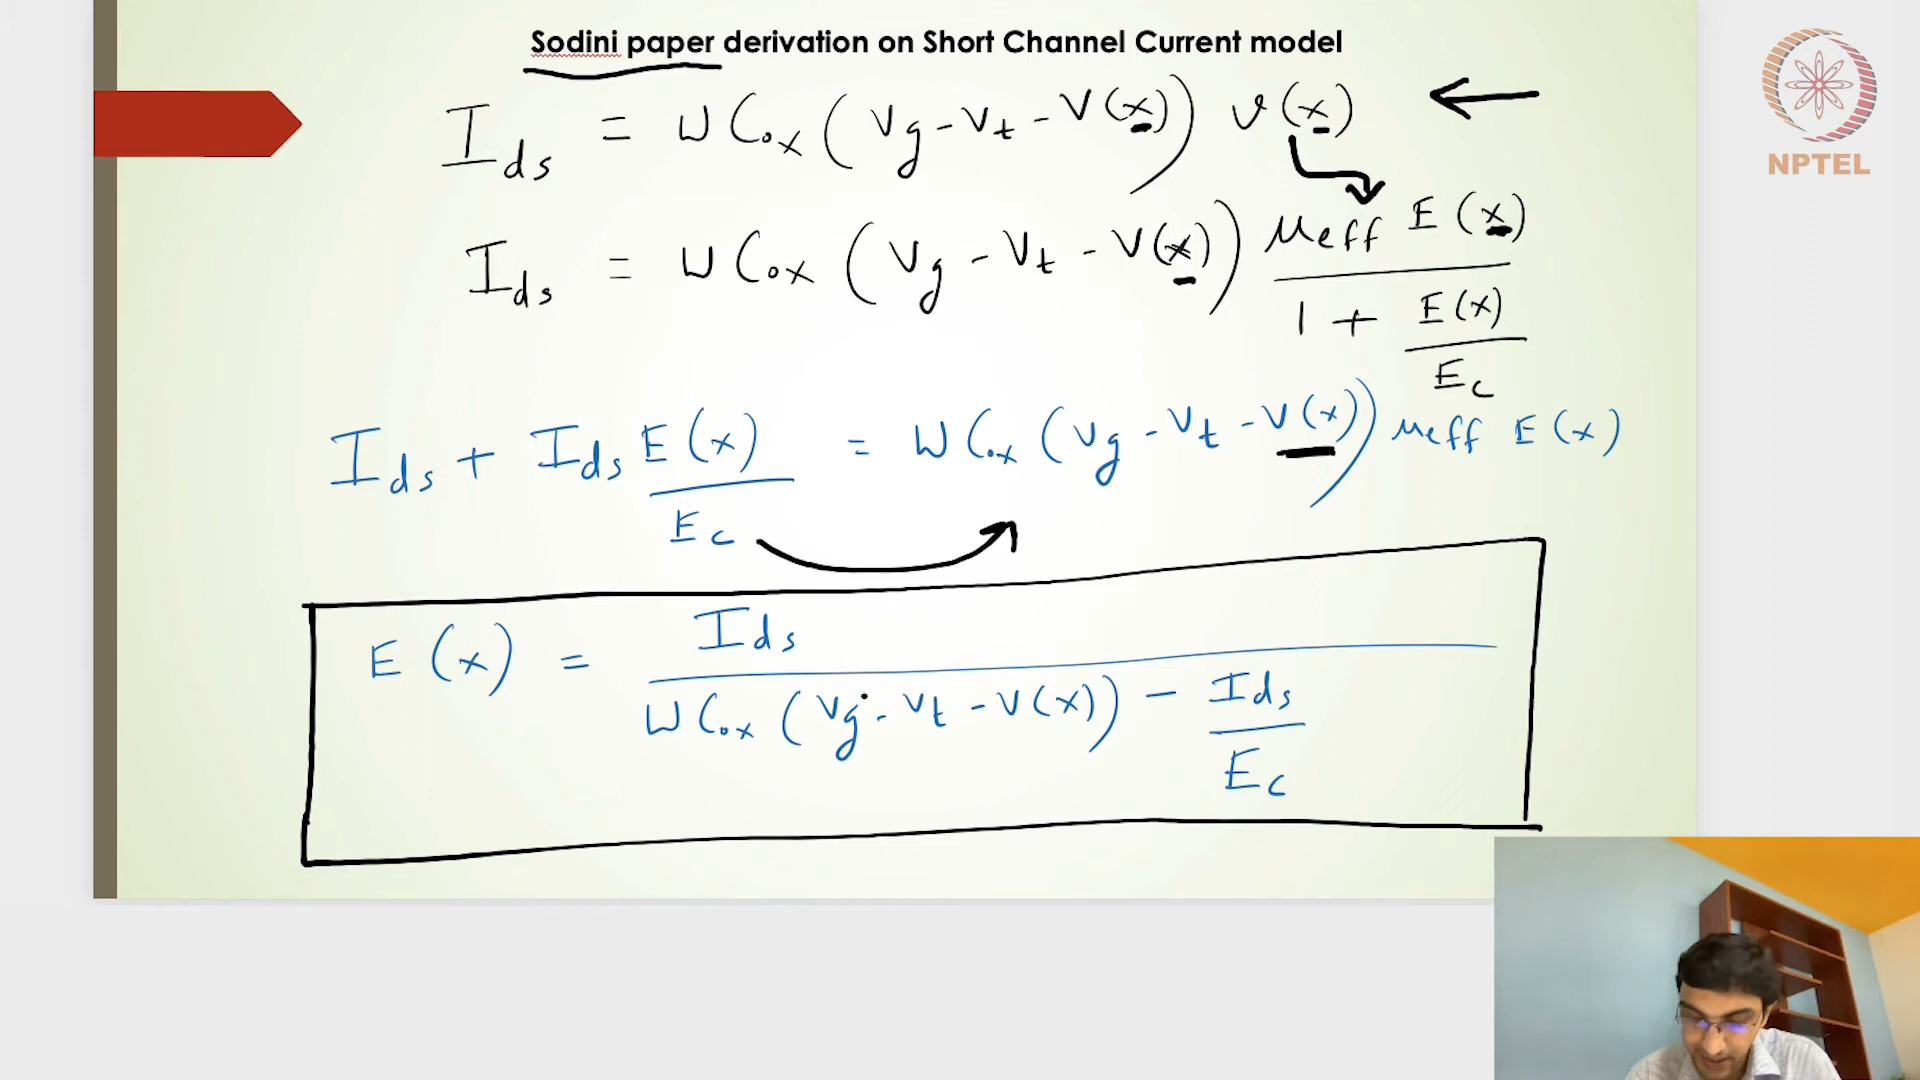 Sodini paper derivation on Short Channel Current model
NPTEL
Ids = W Cox (Vg - Vt - V(x)) v(x)
Ids = W Cox (Vg - Vt - V(x)) μeff E(x) / (1 + E(x)/Ec)
Ids + Ids E(x)/Ec = W Cox (Vg - Vt - V(x)) μeff E(x)
E(x) = Ids / (W Cox (Vg - Vt - V(x)) - Ids/Ec)